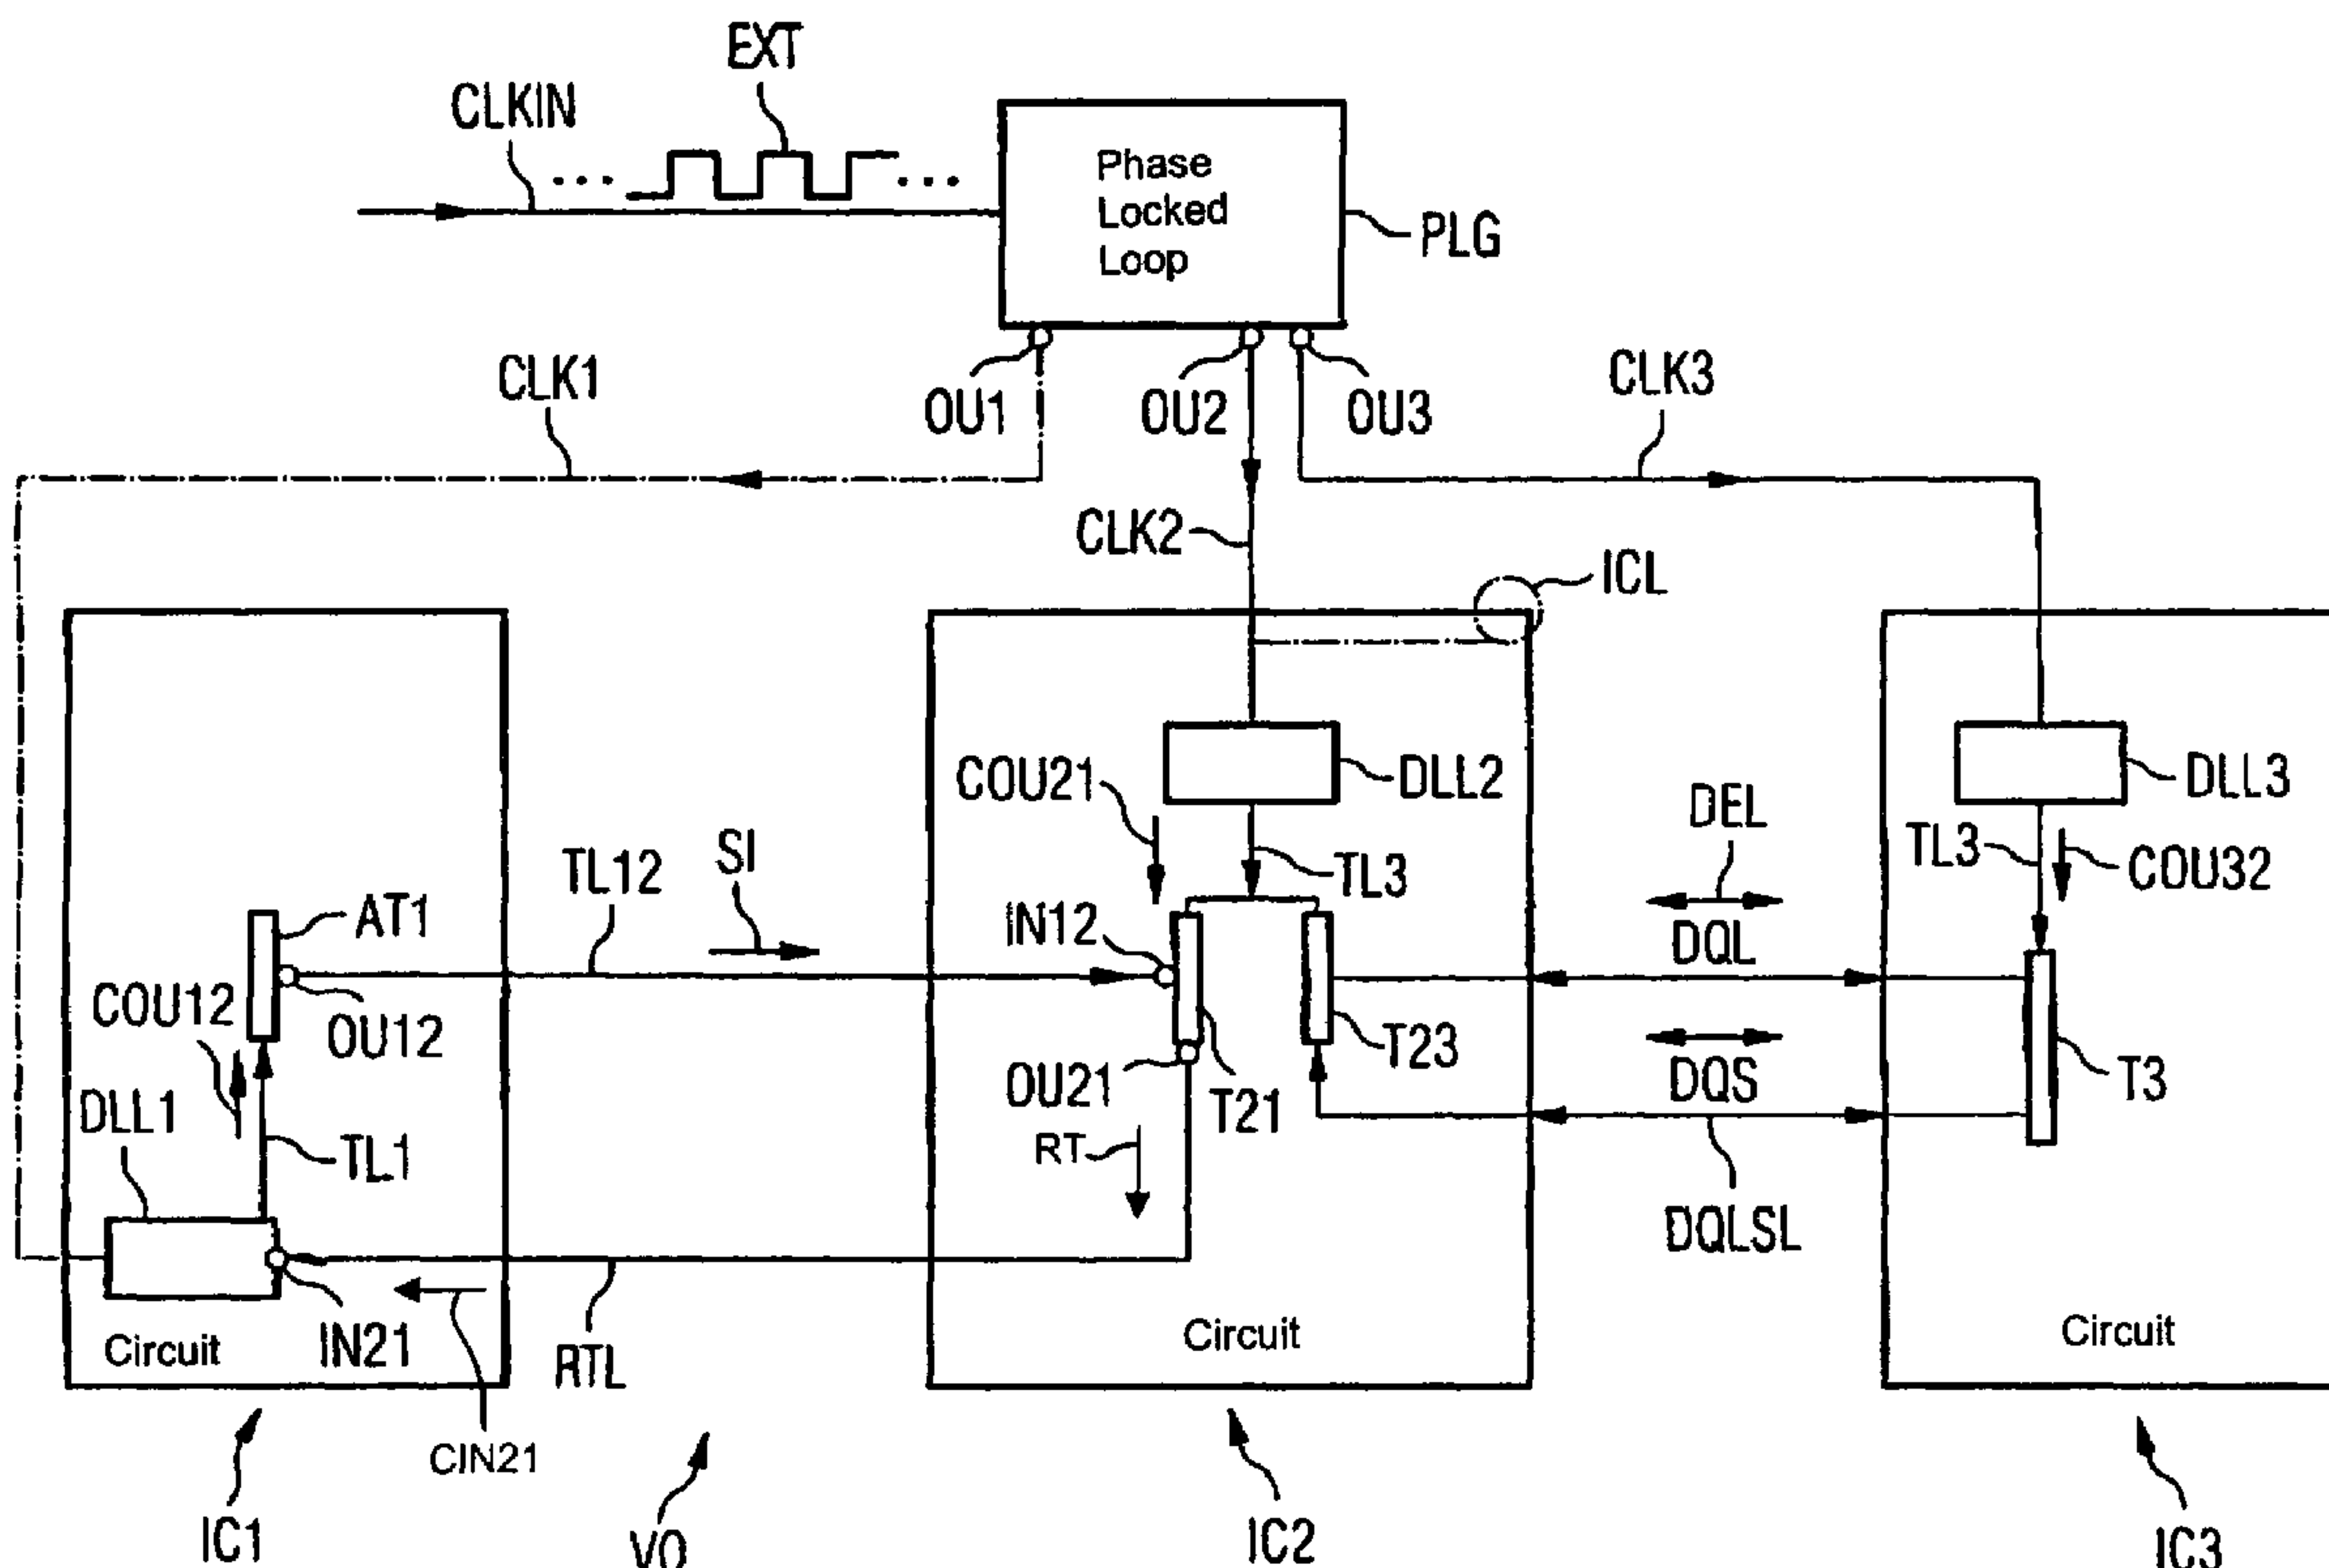 EXT
CLKIN
Phase
Locked
Loop
PLG
CLK1
OU1
OU2
OU3
CLK3
CLK2
ICL
COU21
DLL2
DLL3
DEL
TL3
COU32
TL12
SI
TL3
AT1
IN12
DQL
COU12
OU12
T23
OU21
T21
DQS
T3
DLL1
TL1
RT
DQLSL
IN21
Circuit
RTL
Circuit
Circuit
CIN21
IC1
VO
IC2
IC3